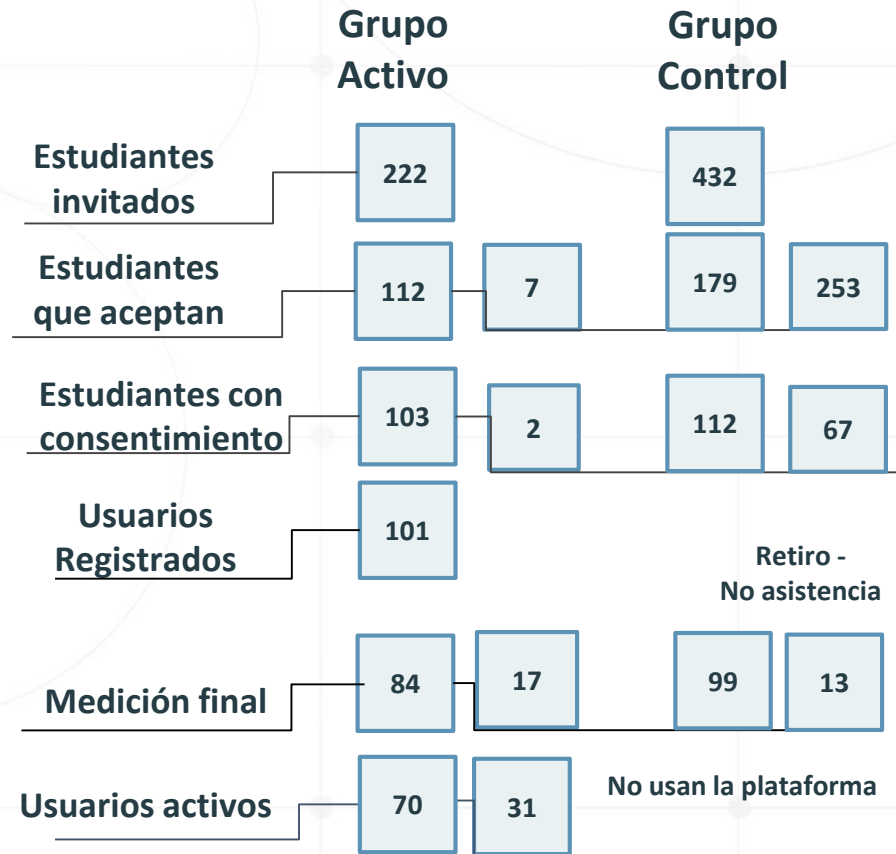 Grupo
Activo
Grupo
Control
Estudiantes
invitados
222
432
Estudiantes
que aceptan
112
7
179
253
Estudiantes con
consentimiento
103
2
112
67
Usuarios
Registrados
101
Retiro -
No asistencia
Medición final
84
17
99
13
Usuarios activos
70
31
No usan la plataforma